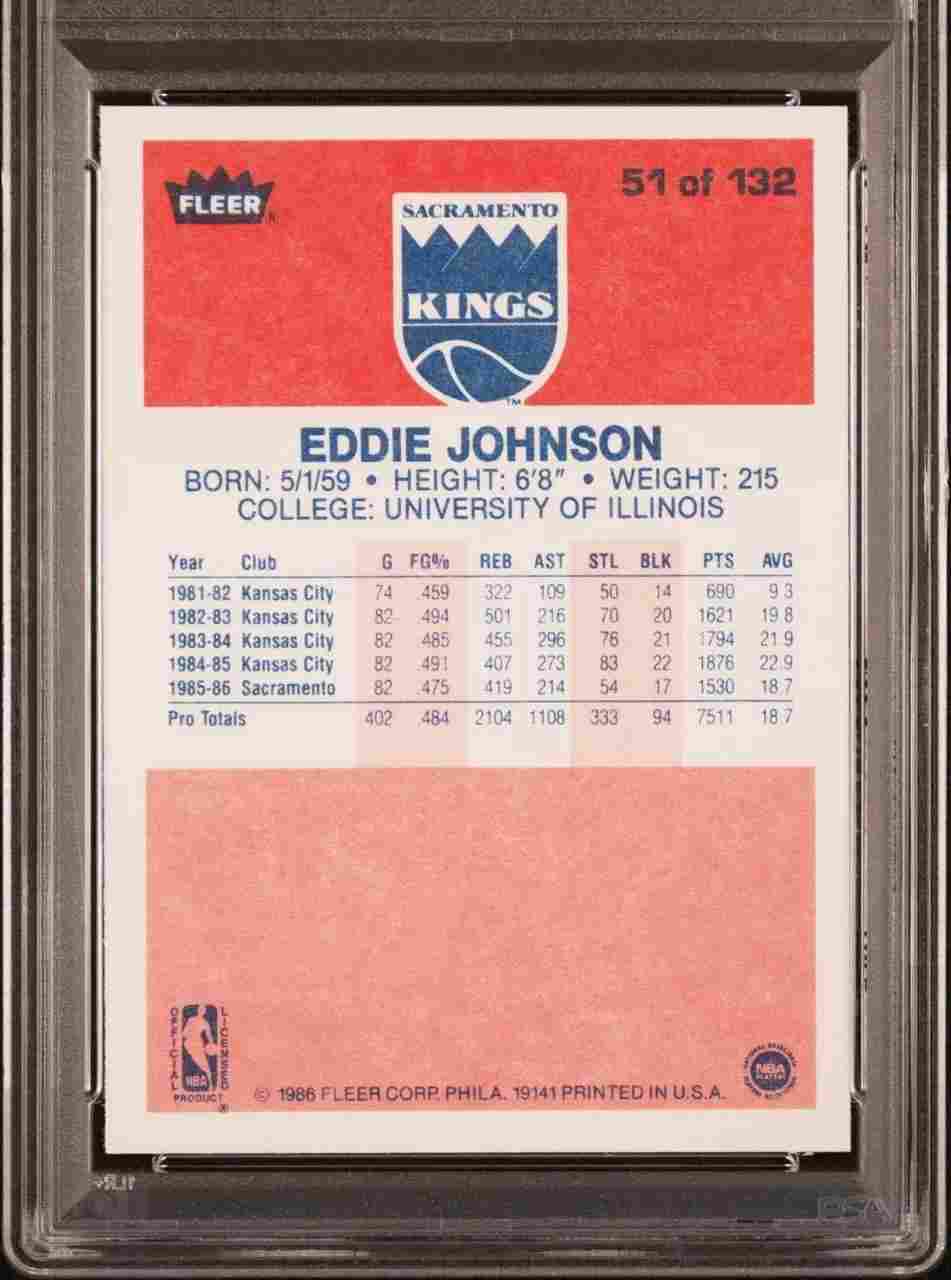 FLEER
51 of 132
SACRAMENTO
KINGS
TM
EDDIE JOHNSON
BORN: 5/1/59 • HEIGHT: 6'8" • WEIGHT: 215
COLLEGE: UNIVERSITY OF ILLINOIS
Year Club G FG% REB AST STL BLK PTS AVG
1981-82 Kansas City 74 .459 322 109 50 14 690 9.3
1982-83 Kansas City 82 .494 501 216 70 20 1621 19.8
1983-84 Kansas City 82 .485 455 296 76 21 1794 21.9
1984-85 Kansas City 82 .491 407 273 83 22 1876 22.9
1985-86 Sacramento 82 .475 419 214 54 17 1530 18.7
Pro Totals 402 .484 2104 1108 333 94 7511 18.7
OFFICIAL LICENSED
NBA
PRODUCT ®
© 1986 FLEER CORP. PHILA. 19141 PRINTED IN U.S.A.
NBA
PLAYERS
PSA